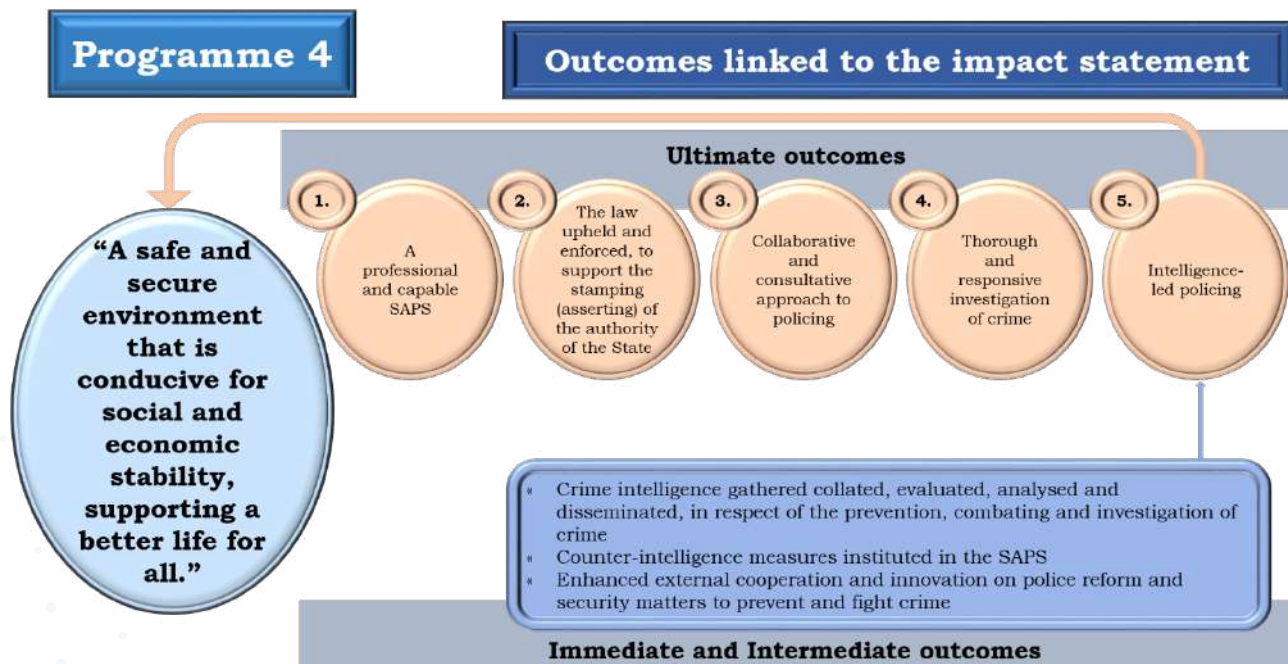 Programme 4
Outcomes linked to the impact statement
Ultimate outcomes
1.
A
professional
and capable
SAPS
2.
The law
upheld and
enforced, to
support the
stamping
(asserting) of
the authority
of the State
3.
Collaborative
and
consultative
approach to
policing
4.
Thorough
and
responsive
investigation
of crime
5.
Intelligence-
led policing
“A safe and
secure
environment
that is
conducive for
social and
economic
stability,
supporting a
better life for
all.”
Crime intelligence gathered collated, evaluated, analysed and
disseminated, in respect of the prevention, combating and investigation of
crime
Counter-intelligence measures instituted in the SAPS
Enhanced external cooperation and innovation on police reform and
security matters to prevent and fight crime
Immediate and Intermediate outcomes